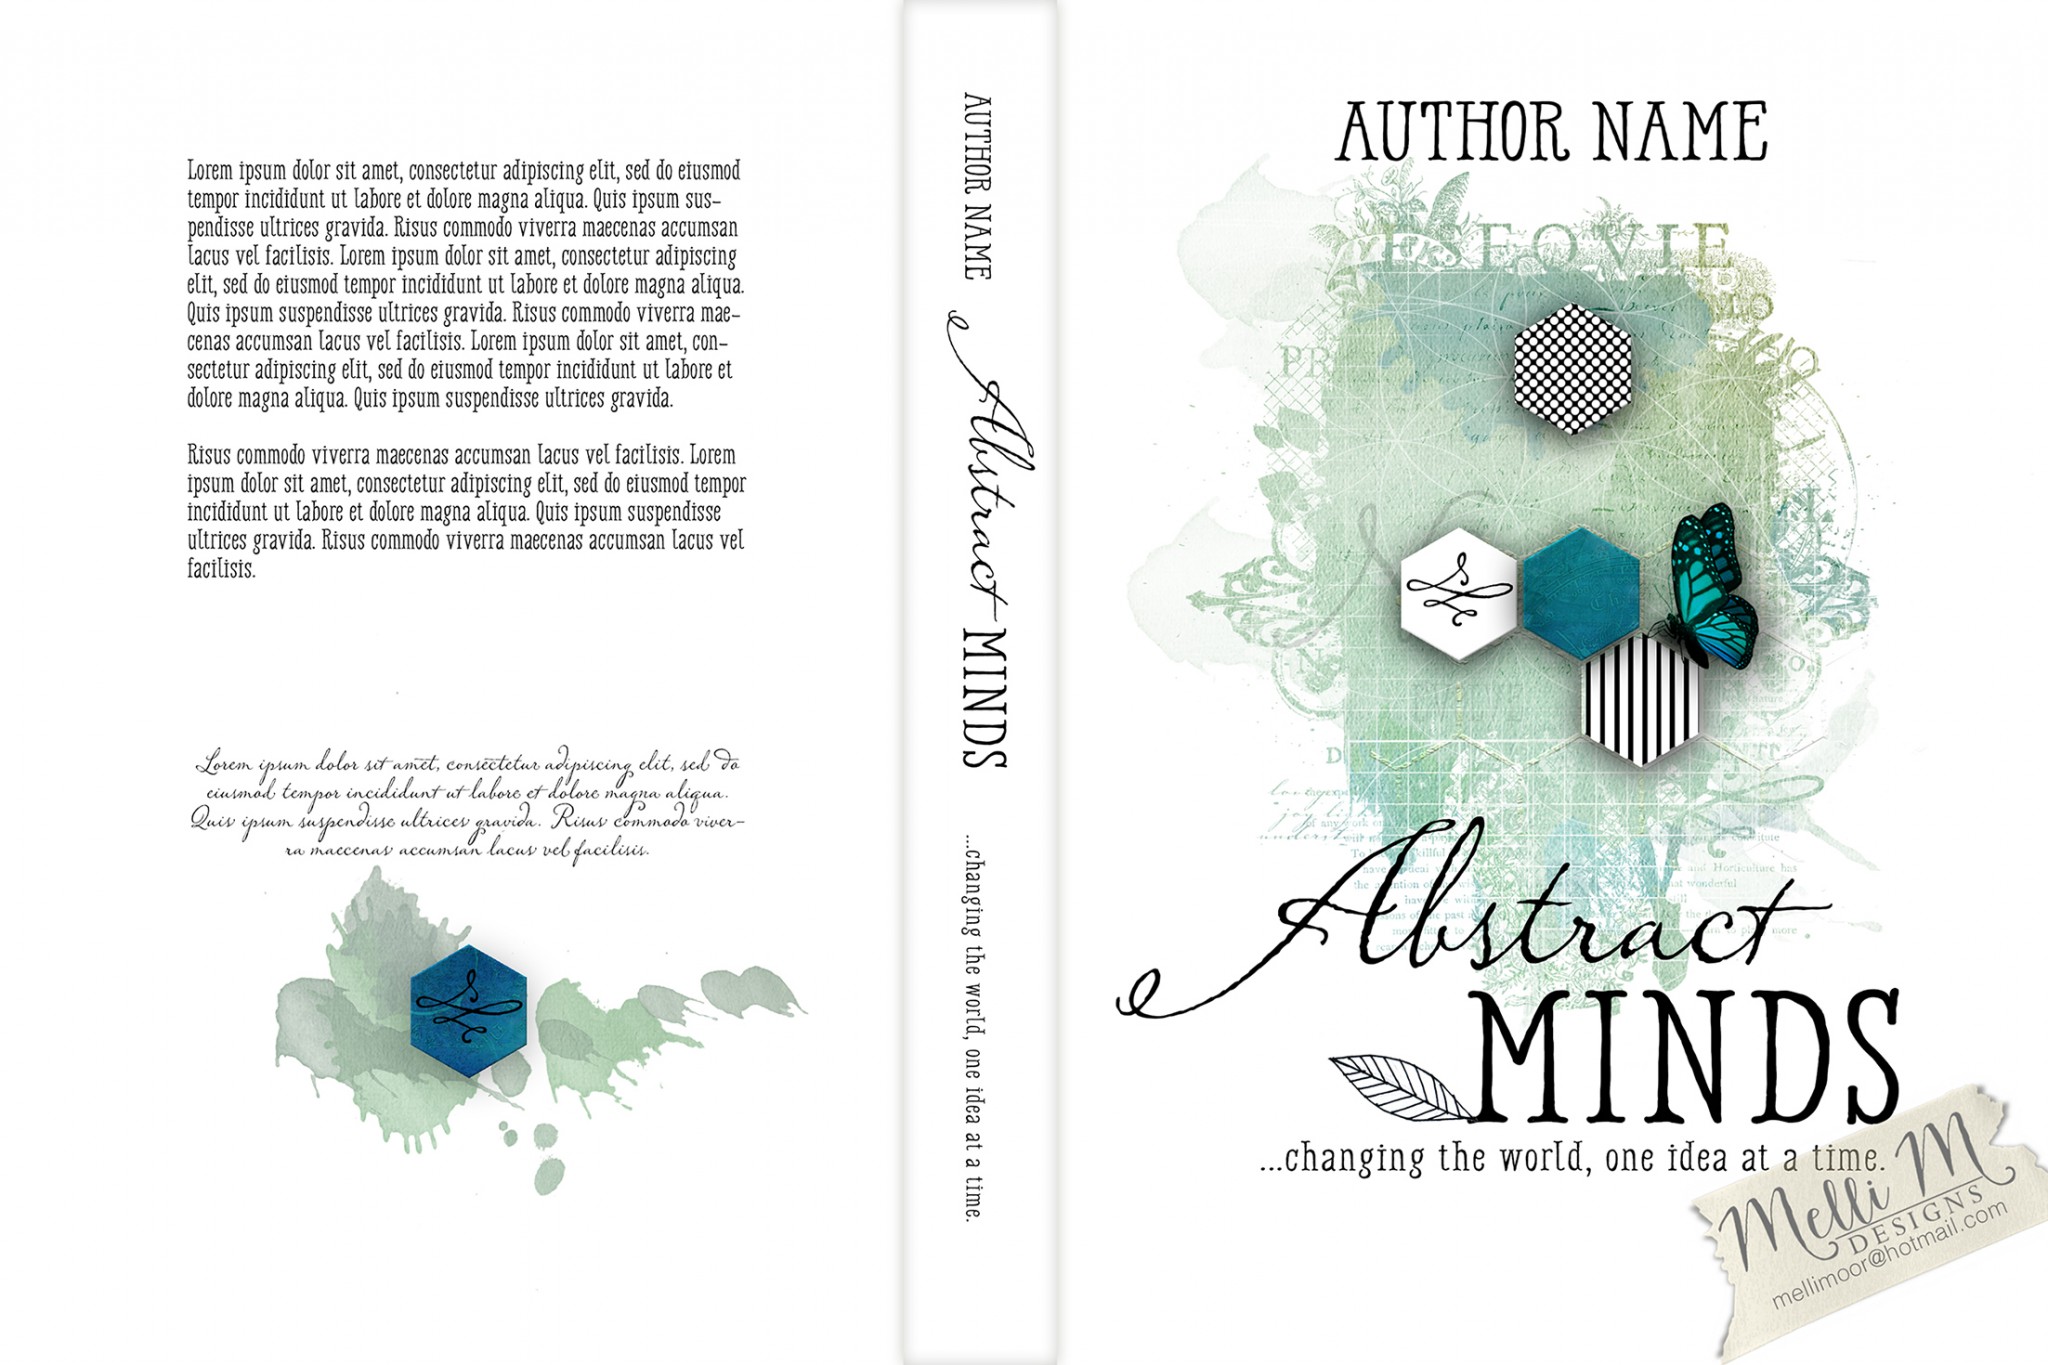 Lorem ipsum dolor sit amet, consectetur adipiscing elit, sed do eiusmod
tempor incididunt ut labore et dolore magna aliqua. Quis ipsum sus-
pendisse ultrices gravida. Risus commodo viverra maecenas accumsan
lacus vel facilisis. Lorem ipsum dolor sit amet, consectetur adipiscing
elit, sed do eiusmod tempor incididunt ut labore et dolore magna aliqua.
Quis ipsum suspendisse ultrices gravida. Risus commodo viverra mae-
cenas accumsan lacus vel facilisis. Lorem ipsum dolor sit amet, con-
sectetur adipiscing elit, sed do eiusmod tempor incididunt ut labore et
dolore magna aliqua. Quis ipsum suspendisse ultrices gravida.
Risus commodo viverra maecenas accumsan lacus vel facilisis. Lorem
ipsum dolor sit amet, consectetur adipiscing elit, sed do eiusmod tempor
incididunt ut labore et dolore magna aliqua. Quis ipsum suspendisse
ultrices gravida. Risus commodo viverra maecenas accumsan lacus vel
facilisis.
Lorem ipsum dolor sit amet, consectetur adipiscing elit, sed do
eiusmod tempor incididunt ut labore et dolore magna aliqua.
Quis ipsum suspendisse ultrices gravida. Risus commodo viver-
ra maecenas accumsan lacus vel facilisis.
AUTHOR NAME
Abstract MINDS
...changing the world, one idea at a time.
AUTHOR NAME
Abstract
MINDS
...changing the world, one idea at a time.
Melli M
DESIGNS
mellimoor@hotmail.com